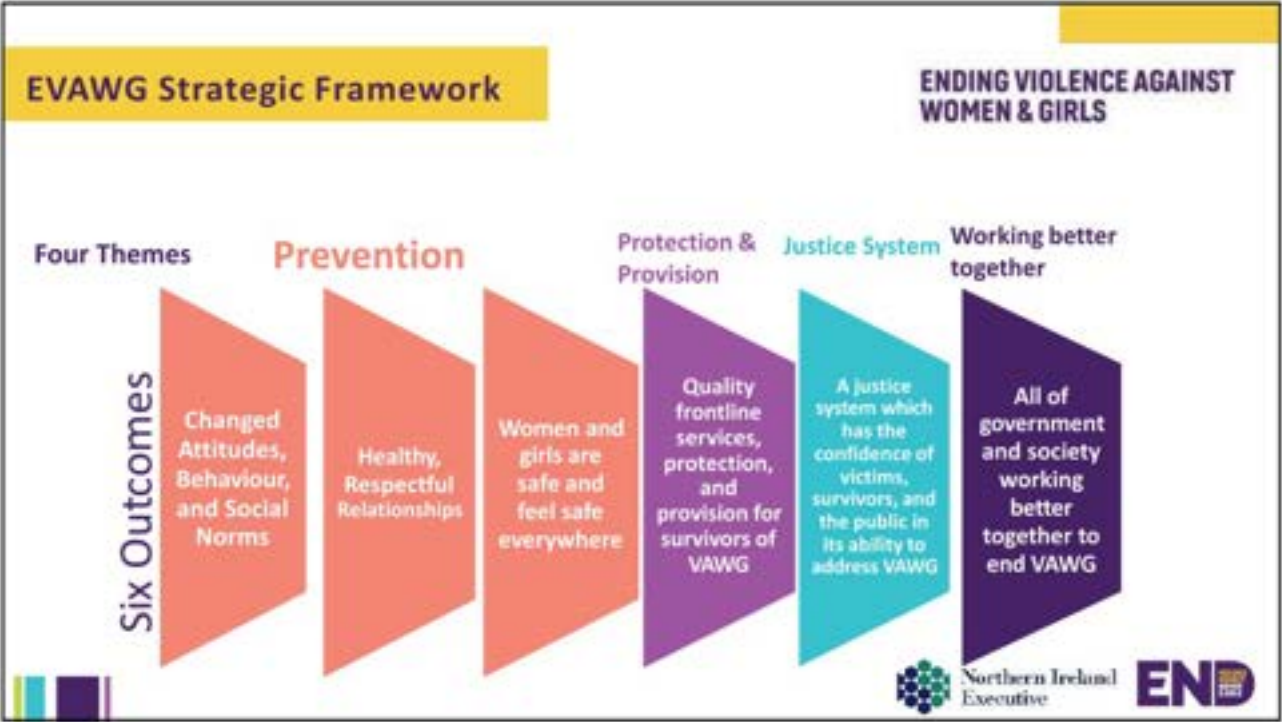 EVAWG Strategic Framework
ENDING VIOLENCE AGAINST
WOMEN & GIRLS
Four Themes
Prevention
Protection &
Provision
Justice System
Working better
together
Six Outcomes
Changed
Attitudes,
Behaviour,
and Social
Norms
Healthy,
Respectful
Relationships
Women and
girls are
safe and
feel safe
everywhere
Quality
frontline
services,
protection,
and
provision for
survivors of
VAWG
A justice
system which
has the
confidence of
victims,
survivors, and
the public in
its ability to
address VAWG
All of
government
and society
working
better
together to
end VAWG
Northern Ireland
Executive
END